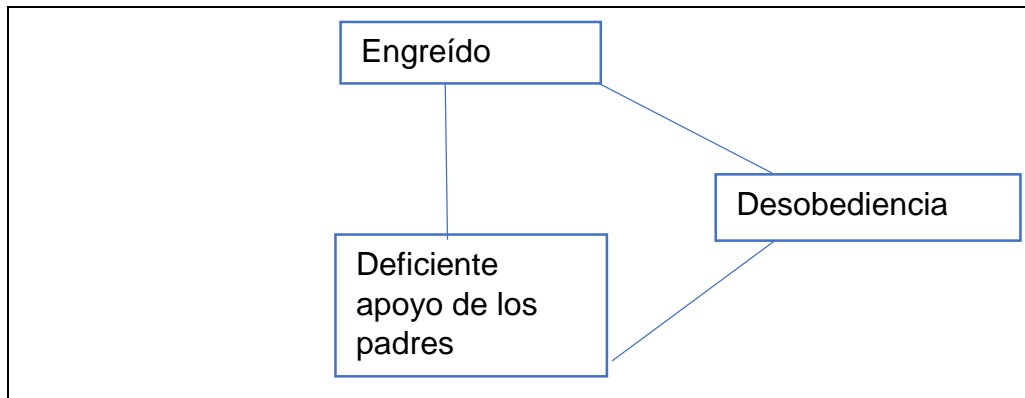 Engreído
Desobediencia
Deficiente
apoyo de los
padres